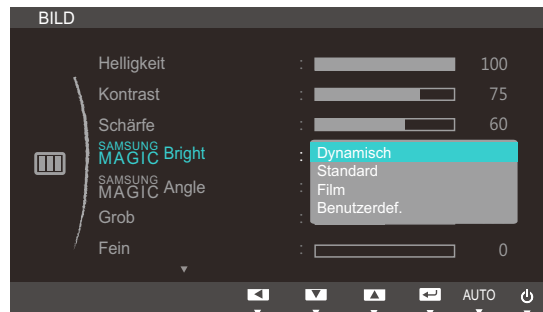 BILD
Helligkeit : 100
Kontrast : 75
Schärfe : 60
SAMSUNG MAGIC Bright : Dynamisch
Standard
SAMSUNG MAGIC Angle : Film
Benutzerdef.
Grob :
Fein : 0
AUTO